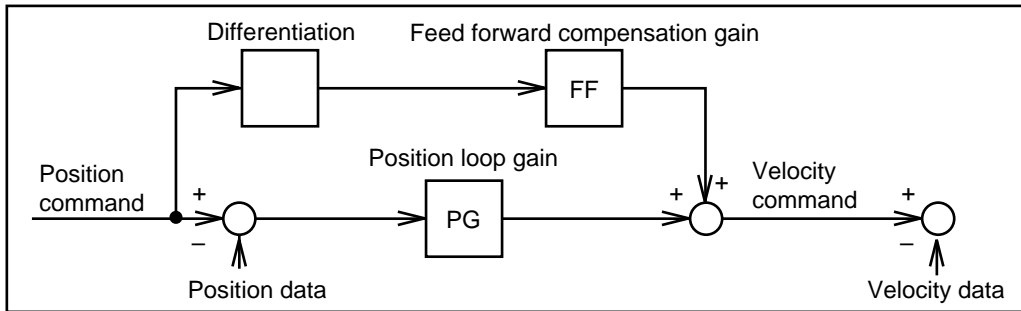 Differentiation
Feed forward compensation gain
FF
Position loop gain
Position
command
+
−
PG
+
+
Velocity
command
+
−
Position data
Velocity data